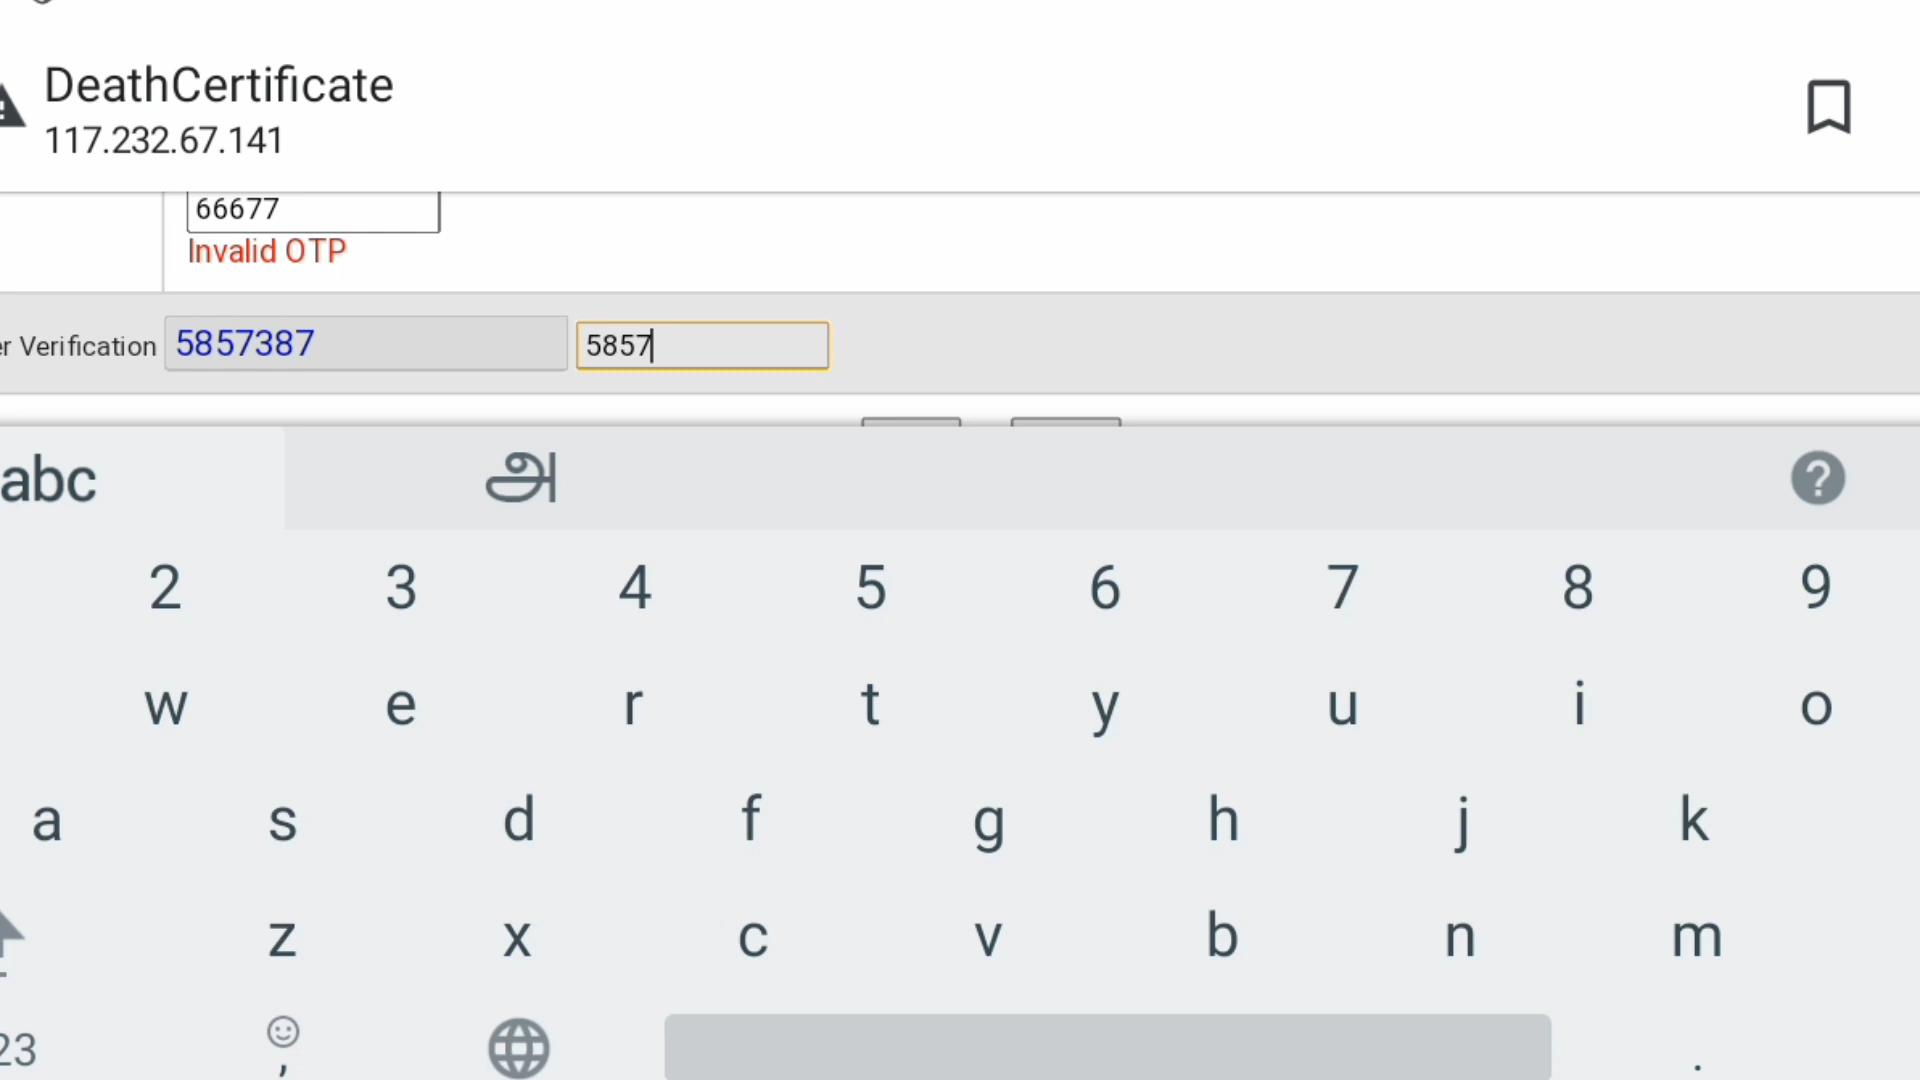 DeathCertificate
117.232.67.141
66677
Invalid OTP
er Verification 5857387 5857
abc அ ?
2 3 4 5 6 7 8 9
w e r t y u i o
a s d f g h j k
z x c v b n m
23 , .